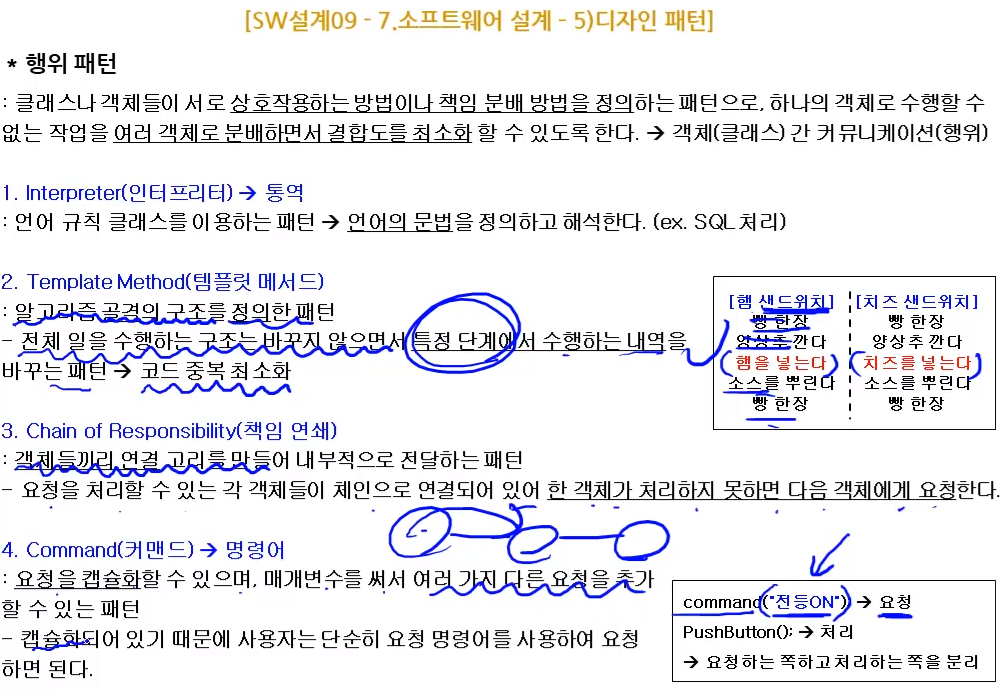 [SW설계09 - 7.소프트웨어 설계 - 5)디자인 패턴]
* 행위 패턴
: 클래스나 객체들이 서로 상호작용하는 방법이나 책임 분배 방법을 정의하는 패턴으로, 하나의 객체로 수행할 수
없는 작업을 여러 객체로 분배하면서 결합도를 최소화 할 수 있도록 한다. → 객체(클래스) 간 커뮤니케이션(행위)
1. Interpreter(인터프리터) → 통역
: 언어 규칙 클래스를 이용하는 패턴 → 언어의 문법을 정의하고 해석한다. (ex. SQL 처리)
2. Template Method(템플릿 메서드)
: 알고리즘 골격의 구조를 정의한 패턴
- 전체 일을 수행하는 구조는 바꾸지 않으면서 특정 단계에서 수행하는 내역을
바꾸는 패턴 → 코드 중복 최소화
[햄 샌드위치]
빵 한장
양상추 깐다
(햄을 넣는다)
소스를 뿌린다
빵 한장
[치즈 샌드위치]
빵 한장
양상추 깐다
(치즈를 넣는다)
소스를 뿌린다
빵 한장
3. Chain of Responsibility(책임 연쇄)
: 객체들끼리 연결 고리를 만들어 내부적으로 전달하는 패턴
- 요청을 처리할 수 있는 각 객체들이 체인으로 연결되어 있어 한 객체가 처리하지 못하면 다음 객체에게 요청한다.
4. Command(커맨드) → 명령어
: 요청을 캡슐화할 수 있으며, 매개변수를 써서 여러 가지 다른 요청을 추가
할 수 있는 패턴
- 캡슐화되어 있기 때문에 사용자는 단순히 요청 명령어를 사용하여 요청
하면 된다.
command("전등ON") → 요청
PushButton(); → 처리
→ 요청하는 쪽하고 처리하는 쪽을 분리